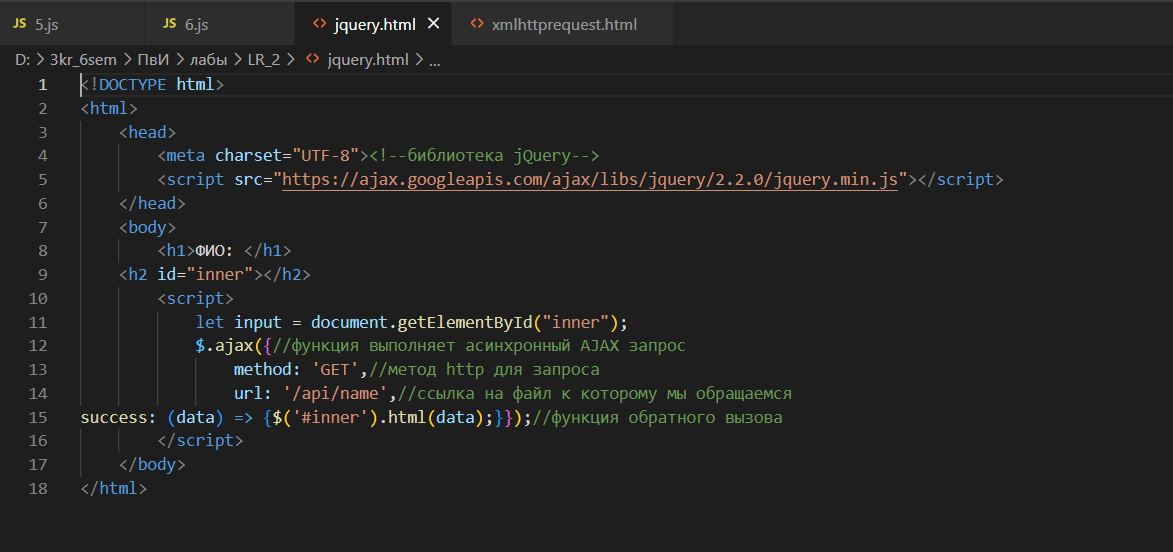 JS 5.js JS 6.js <> jquery.html × <> xmlhttprequest.html
D: > 3kr_6sem > ПвИ > лабы > LR_2 > <> jquery.html > ...
1 <!DOCTYPE html>
2 <html>
3     <head>
4         <meta charset="UTF-8"><!--библиотека jQuery-->
5         <script src="https://ajax.googleapis.com/ajax/libs/jquery/2.2.0/jquery.min.js"></script>
6     </head>
7     <body>
8         <h1>ФИО: </h1>
9     <h2 id="inner"></h2>
10         <script>
11             let input = document.getElementById("inner");
12             $.ajax({//функция выполняет асинхронный AJAX запрос
13                 method: 'GET',//метод http для запроса
14                 url: '/api/name',//ссылка на файл к которому мы обращаемся
15 success: (data) => {$('#inner').html(data);}});//функция обратного вызова
16         </script>
17     </body>
18 </html>